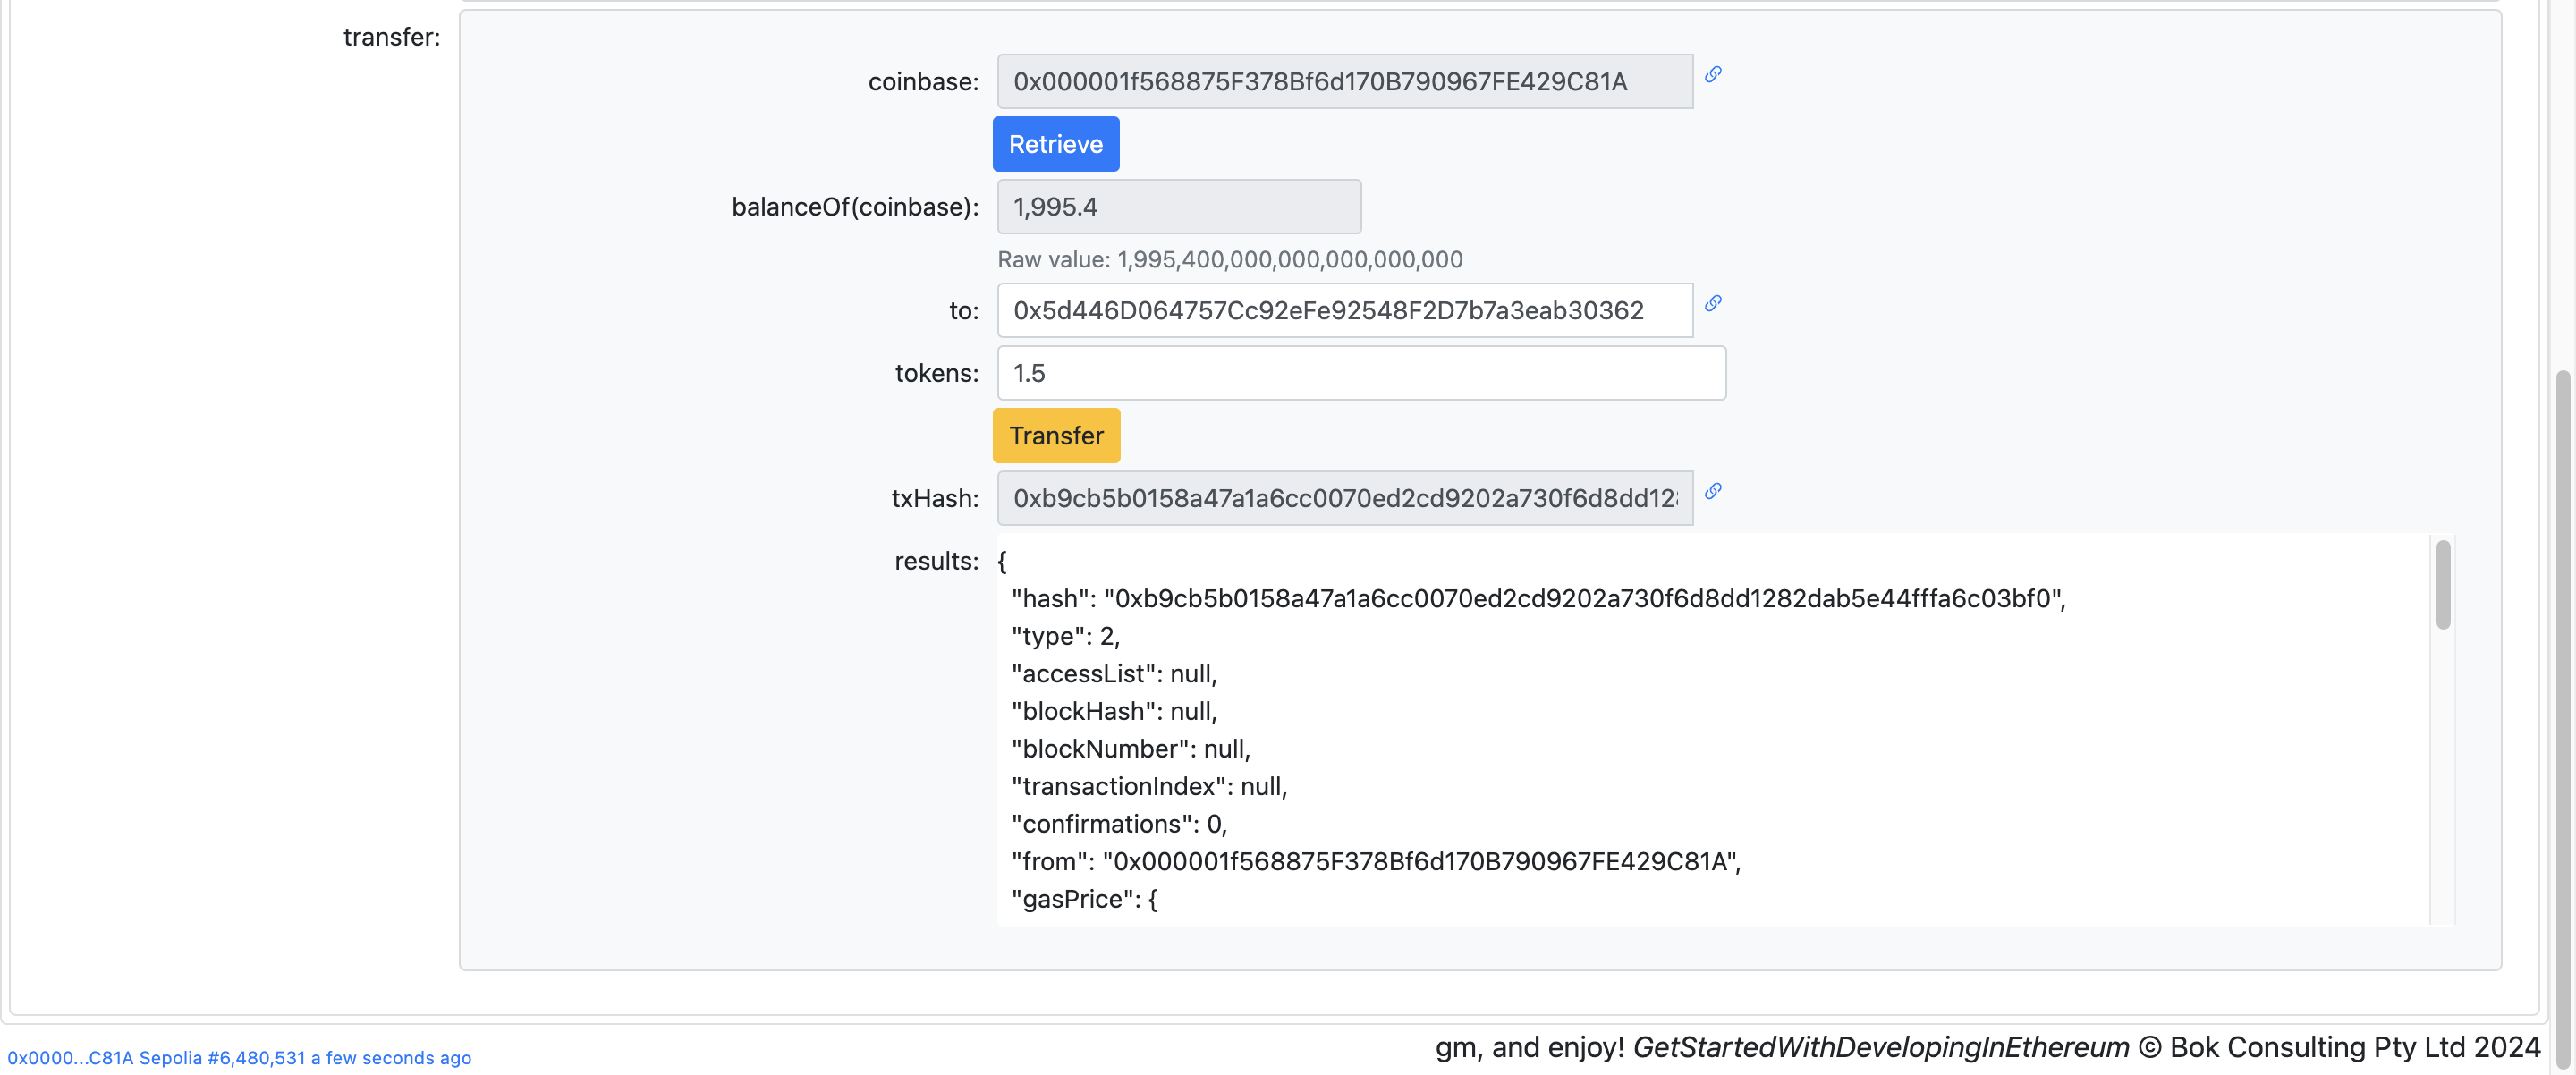 transfer:
coinbase: 0x000001f568875F378Bf6d170B790967FE429C81A
Retrieve
balanceOf(coinbase): 1,995.4
Raw value: 1,995,400,000,000,000,000,000
to: 0x5d446D064757Cc92eFe92548F2D7b7a3eab30362
tokens: 1.5
Transfer
txHash: 0xb9cb5b0158a47a1a6cc0070ed2cd9202a730f6d8dd128
results: {
"hash": "0xb9cb5b0158a47a1a6cc0070ed2cd9202a730f6d8dd1282dab5e44fffa6c03bf0",
"type": 2,
"accessList": null,
"blockHash": null,
"blockNumber": null,
"transactionIndex": null,
"confirmations": 0,
"from": "0x000001f568875F378Bf6d170B790967FE429C81A",
"gasPrice": {
gm, and enjoy! GetStartedWithDevelopingInEthereum © Bok Consulting Pty Ltd 2024
0x0000...C81A Sepolia #6,480,531 a few seconds ago